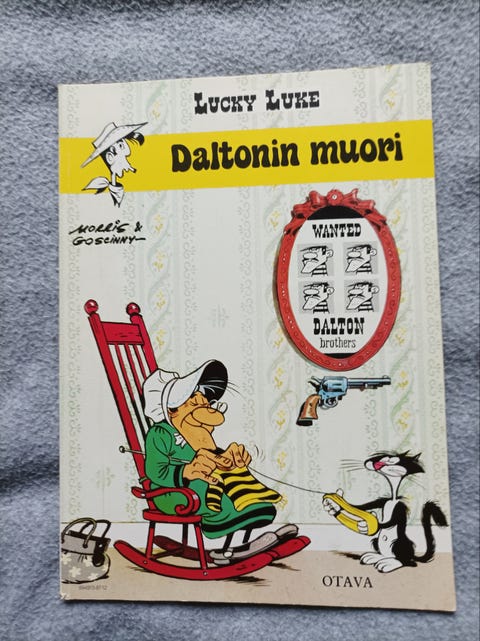 LUCKY LUKE
Daltonin muori
MORRIS &
GOSCINNY
WANTED
DALTON
brothers
OTAVA